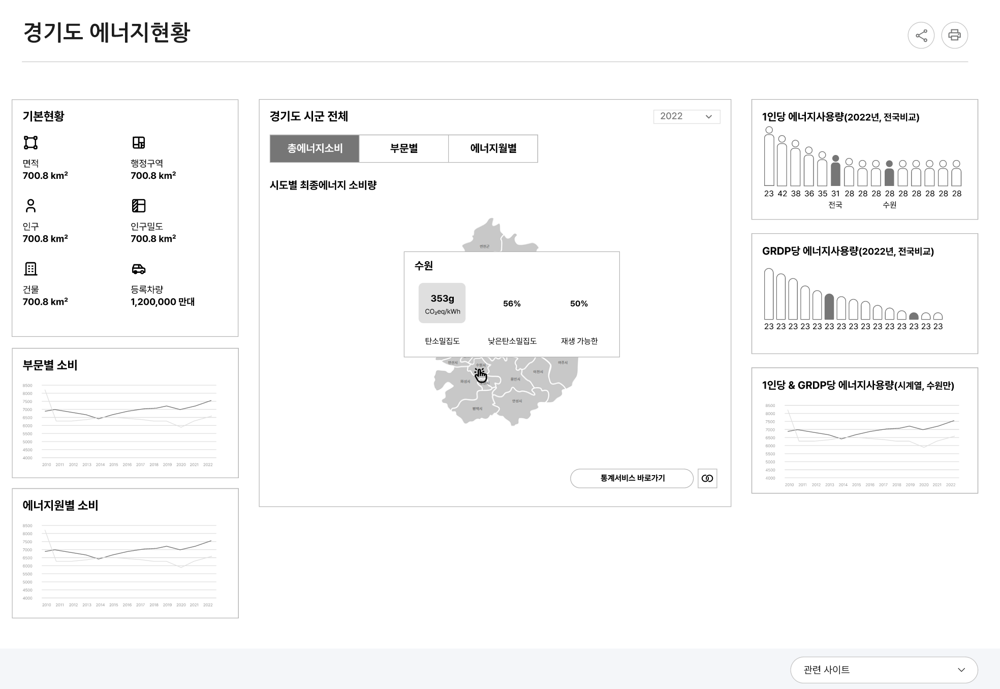 경기도 에너지현황
기본현황
면적
700.8 km²
행정구역
700.8 km²
인구
700.8 km²
인구밀도
700.8 km²
건물
700.8 km²
등록차량
1,200,000 만대
부문별 소비
8500
8000
7500
7000
6500
6000
5500
5000
4500
4000
2010 2011 2012 2013 2014 2015 2016 2017 2018 2019 2020 2021 2022
에너지원별 소비
8500
8000
7500
7000
6500
6000
5500
5000
4500
4000
2010 2011 2012 2013 2014 2015 2016 2017 2018 2019 2020 2021 2022
경기도 시군 전체
2022
총에너지소비 부문별 에너지월별
시도별 최종에너지 소비량
연천군
수원
353g
CO₂eq/kWh
56%
50%
탄소밀집도 낮은탄소밀집도 재생 가능한
안산시
수원시
여주시
이천시
화성시
용인시
안성시
평택시
통계서비스 바로가기
1인당 에너지사용량(2022년, 전국비교)
23 42 38 36 35 31 28 28 28 28 28 28 28 28 28
전국 수원
GRDP당 에너지사용량(2022년, 전국비교)
23 23 23 23 23 23 23 23 23 23 23 23 23 23 23
1인당 & GRDP당 에너지사용량(시계열, 수원만)
8500
8000
7500
7000
6500
6000
5500
5000
4500
4000
2010 2011 2012 2013 2014 2015 2016 2017 2018 2019 2020 2021 2022
관련 사이트